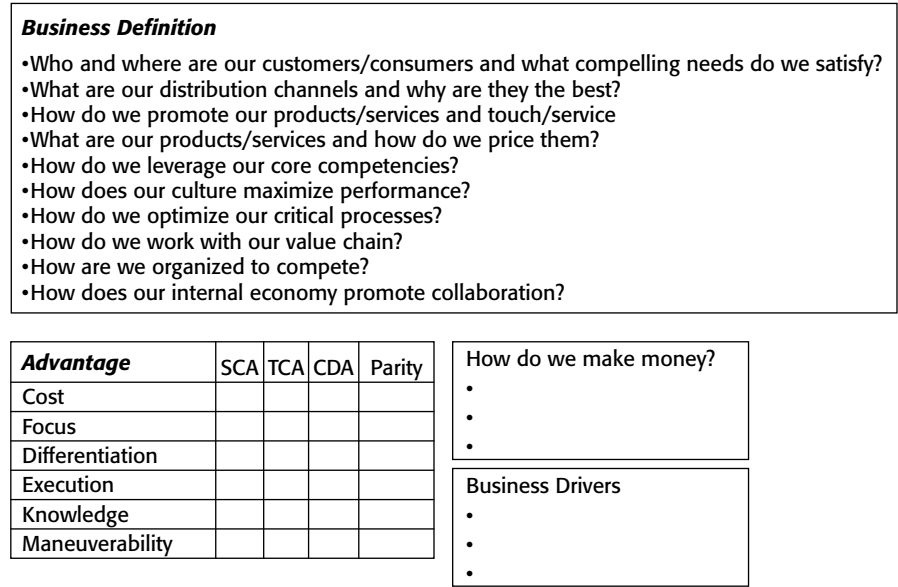 Business Definition
•Who and where are our customers/consumers and what compelling needs do we satisfy?
•What are our distribution channels and why are they the best?
•How do we promote our products/services and touch/service
•What are our products/services and how do we price them?
•How do we leverage our core competencies?
•How does our culture maximize performance?
•How do we optimize our critical processes?
•How do we work with our value chain?
•How are we organized to compete?
•How does our internal economy promote collaboration?
Advantage SCA TCA CDA Parity
Cost
Focus
Differentiation
Execution
Knowledge
Maneuverability
How do we make money?
•
•
•
Business Drivers
•
•
•